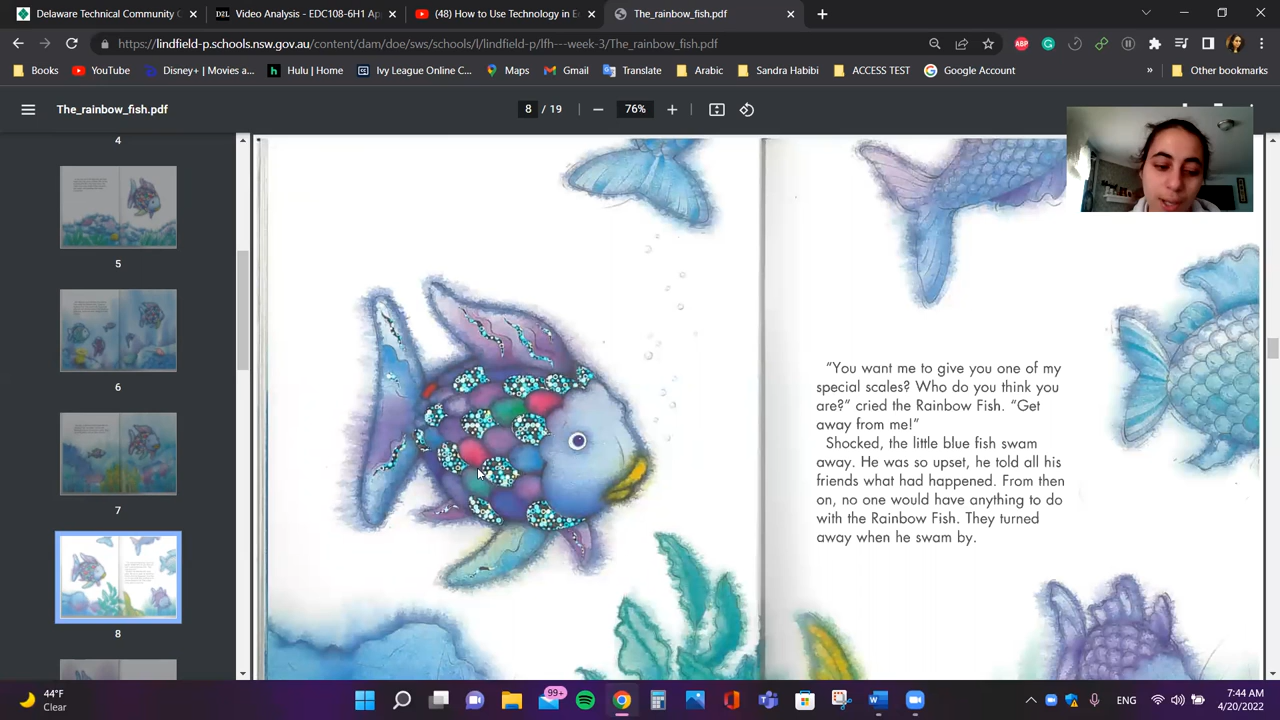 Delaware Technical Community C
Video Analysis - EDC108-6H1 Ap
(48) How to Use Technology in E
The_rainbow_fish.pdf
https://lindfield-p.schools.nsw.gov.au/content/dam/doe/sws/schools/l/lindfield-p/lfh---week-3/The_rainbow_fish.pdf
Books
YouTube
Disney+ | Movies a...
Hulu | Home
Ivy League Online C...
Maps
Gmail
Translate
Arabic
Sandra Habibi
ACCESS TEST
Google Account
»
Other bookmarks
The_rainbow_fish.pdf
8 / 19
76%
4
5
6
7
8
“You want me to give you one of my
special scales? Who do you think you
are?” cried the Rainbow Fish. “Get
away from me!”
Shocked, the little blue fish swam
away. He was so upset, he told all his
friends what had happened. From then
on, no one would have anything to do
with the Rainbow Fish. They turned
away when he swam by.
44°F
Clear
99+
ENG
7:44 AM
4/20/2022